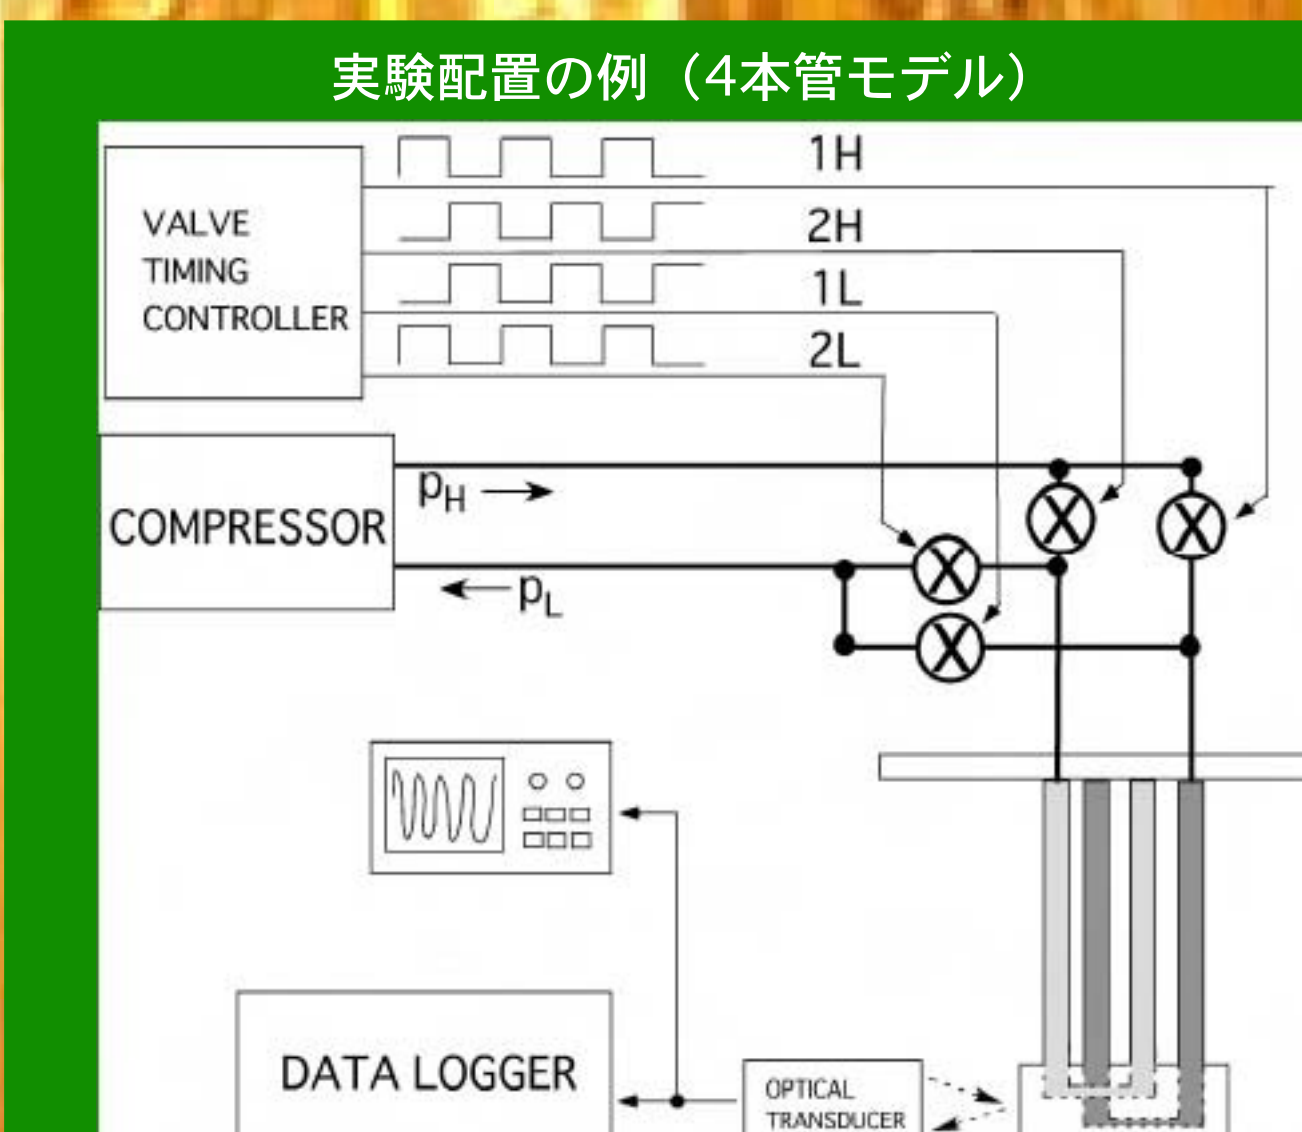 実験配置の例（4本管モデル）
1H
VALVE
TIMING
CONTROLLER
2H
1L
2L
COMPRESSOR
pH
pL
X
X
X
X
DATA LOGGER
OPTICAL
TRANSDUCER